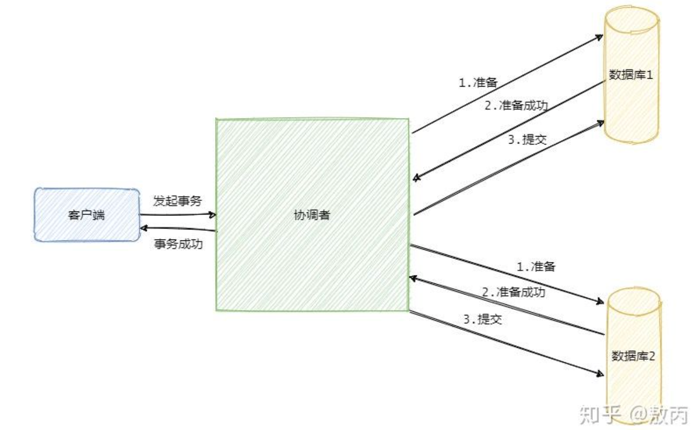 客户端
发起事务
事务成功
协调者
1.准备
2.准备成功
3.提交
数据库1
1.准备
2.准备成功
3.提交
数据库2
知乎 @敖丙